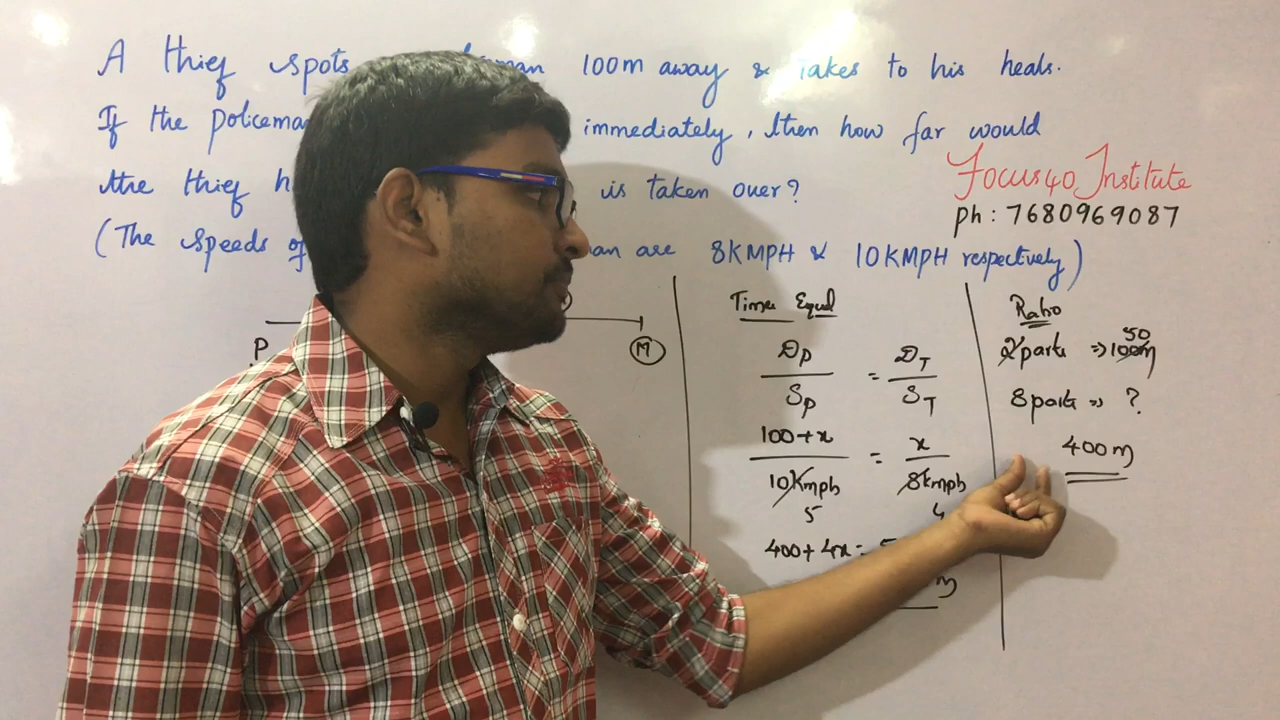 A thief spots 100m away & takes to his heals.
If the policema immediately, then how far would
the thief h is taken over?
(The Speeds of an are 8KMPH & 10KMPH respectively)
Focus40 Institute
ph : 7680969087
P
M
Time Equal
Dp / Sp = DT / ST
100+x / 10Kmph = x / 8Kmph
5 4
400+4x = 5
m
Ratio
2 parts => 100m 50
8 parts => ?
400m